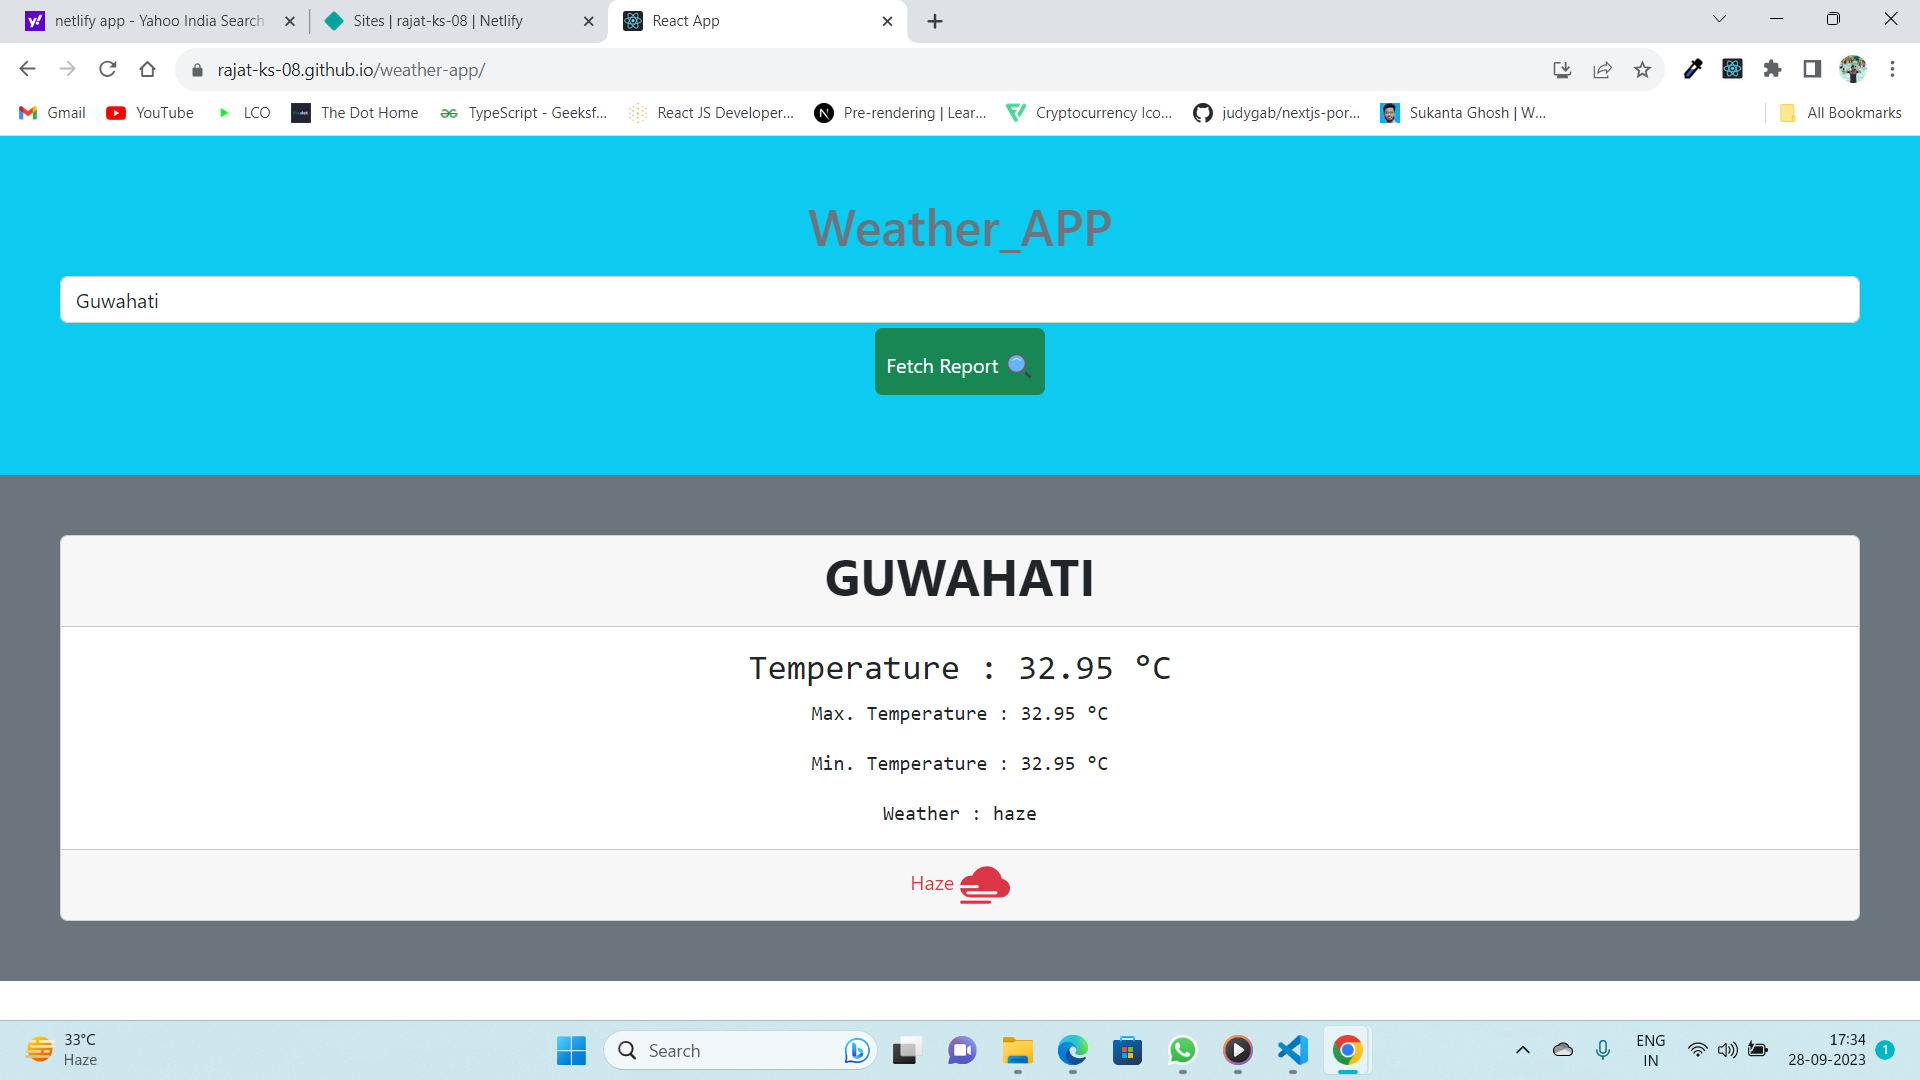 netlify app - Yahoo India Search
Sites | rajat-ks-08 | Netlify
React App
rajat-ks-08.github.io/weather-app/
Gmail
YouTube
LCO
The Dot Home
TypeScript - Geeksf...
React JS Developer...
Pre-rendering | Lear...
Cryptocurrency Ico...
judygab/nextjs-por...
Sukanta Ghosh | W...
All Bookmarks
Weather_APP
Guwahati
Fetch Report
GUWAHATI
Temperature : 32.95 °C
Max. Temperature : 32.95 °C
Min. Temperature : 32.95 °C
Weather : haze
Haze
33°C
Haze
Search
ENG
IN
17:34
28-09-2023
1